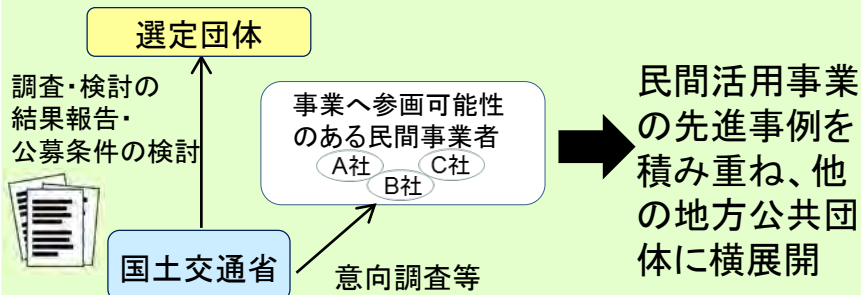 選定団体
調査・検討の
結果報告・
公募条件の検討
事業へ参画可能性
のある民間事業者
A社
C社
B社
国土交通省
意向調査等
民間活用事業
の先進事例を
積み重ね、他
の地方公共団
体に横展開